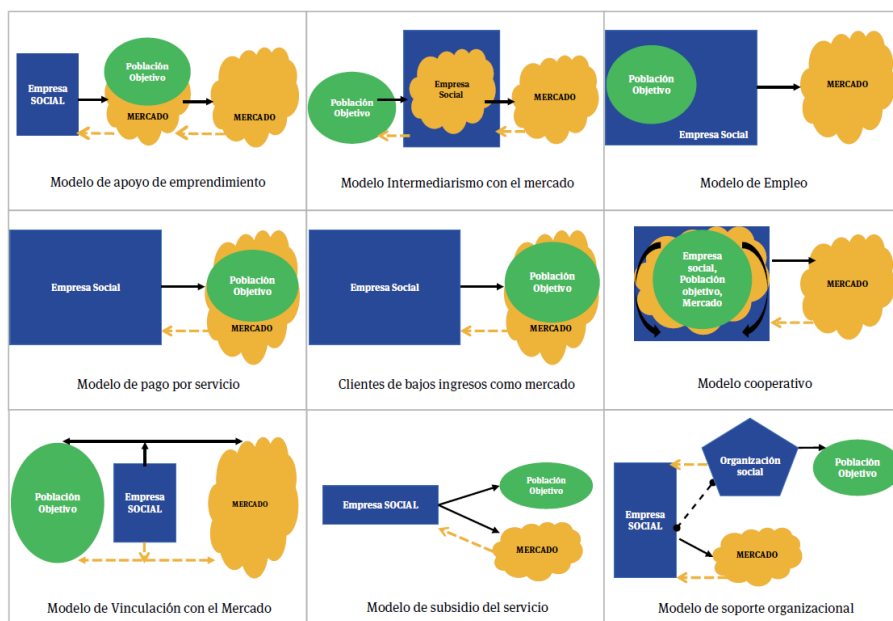 Empresa
SOCIAL
Población
Objetivo
MERCADO
MERCADO
Modelo de apoyo de emprendimiento
Población
Objetivo
Empresa
Social
MERCADO
Modelo Intermediarismo con el mercado
Población
Objetivo
Empresa Social
MERCADO
Modelo de Empleo
Empresa Social
Población
Objetivo
MERCADO
Modelo de pago por servicio
Empresa Social
Población
Objetivo
MERCADO
Clientes de bajos ingresos como mercado
Empresa
social,
Población
objetivo,
Mercado
MERCADO
Modelo cooperativo
Población
Objetivo
Empresa
SOCIAL
MERCADO
Modelo de Vinculación con el Mercado
Empresa SOCIAL
Población
Objetivo
MERCADO
Modelo de subsidio del servicio
Organización
social
Población
Objetivo
Empresa
SOCIAL
MERCADO
Modelo de soporte organizacional